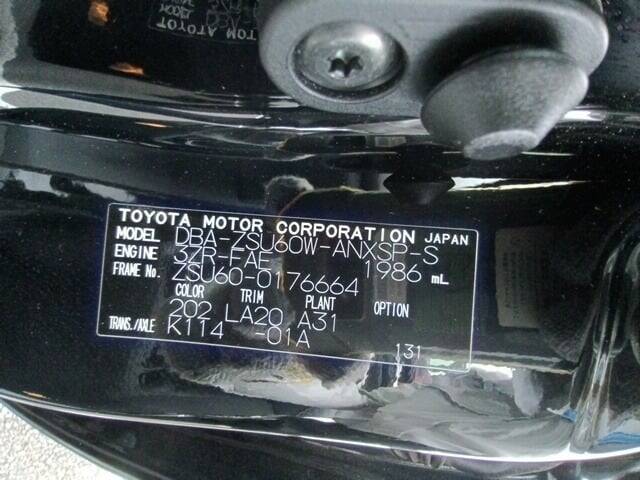 TOYOTA MOTOR CORPORATION JAPAN
MODEL DBA-ZSU60W-ANXSP-S
ENGINE 3ZR-FAE 1986 mL
FRAME No. ZSU60-0176664
COLOR TRIM PLANT OPTION
202 LA20 A31
TRANS./AXLE K114 -01A
131